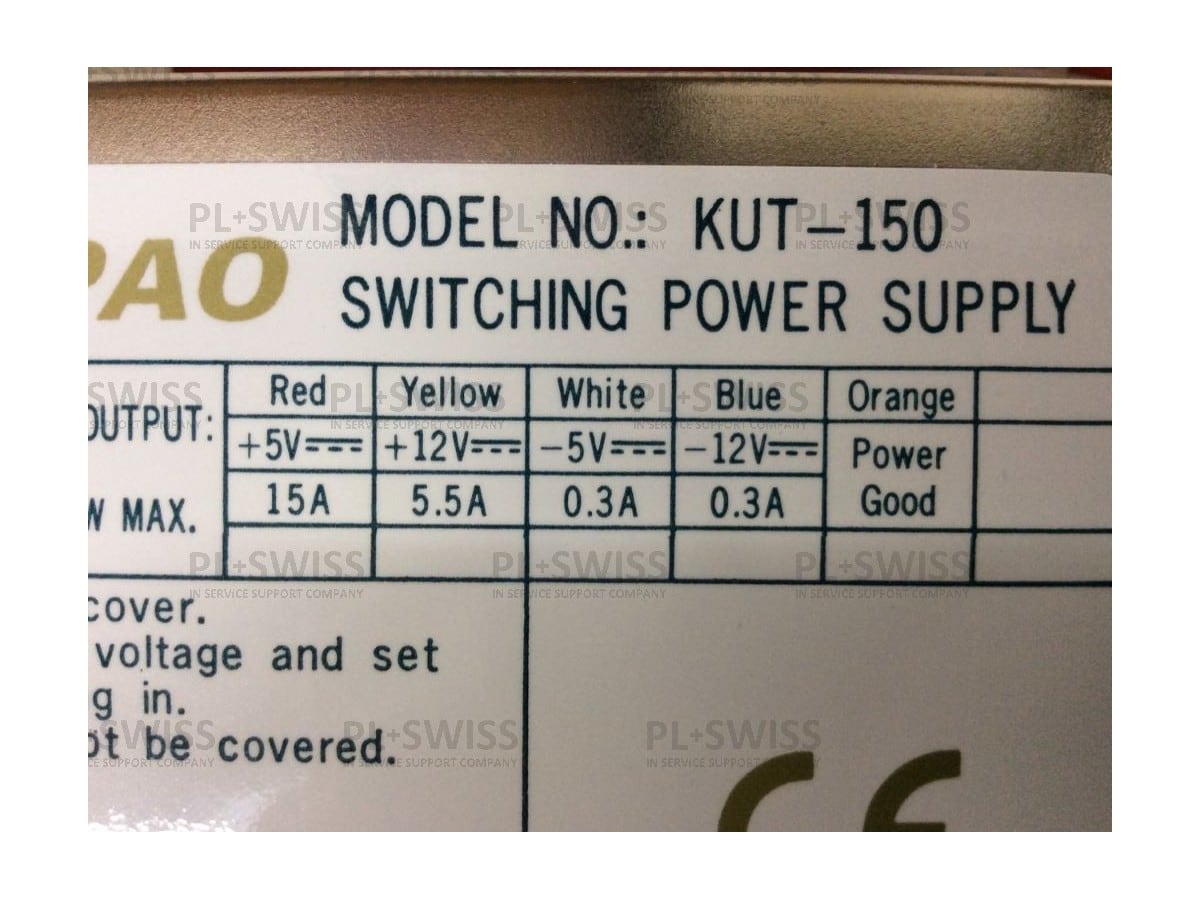 MODEL NO.: KUT-150
PAO
SWITCHING POWER SUPPLY
OUTPUT: Red Yellow White Blue Orange
+5V⎓ +12V⎓ -5V⎓ -12V⎓ Power Good
W MAX. 15A 5.5A 0.3A 0.3A
cover.
voltage and set
g in.
ot be covered.
CE
PL+SWISS
IN SERVICE SUPPORT COMPANY